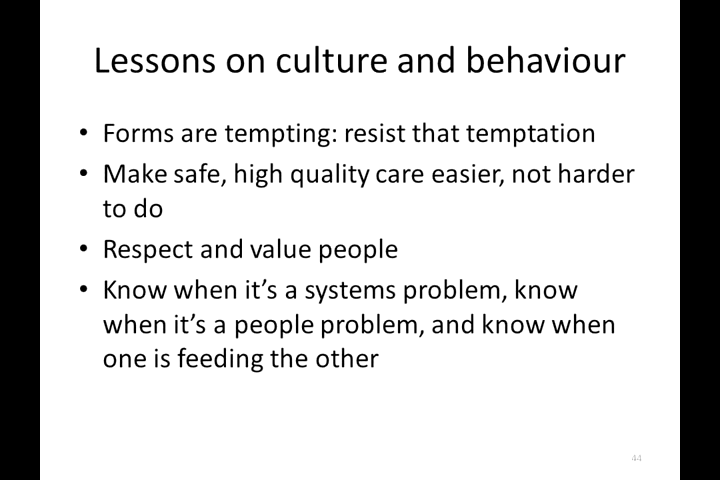 Lessons on culture and behaviour
• Forms are tempting: resist that temptation
• Make safe, high quality care easier, not harder
to do
• Respect and value people
• Know when it’s a systems problem, know
when it’s a people problem, and know when
one is feeding the other
44